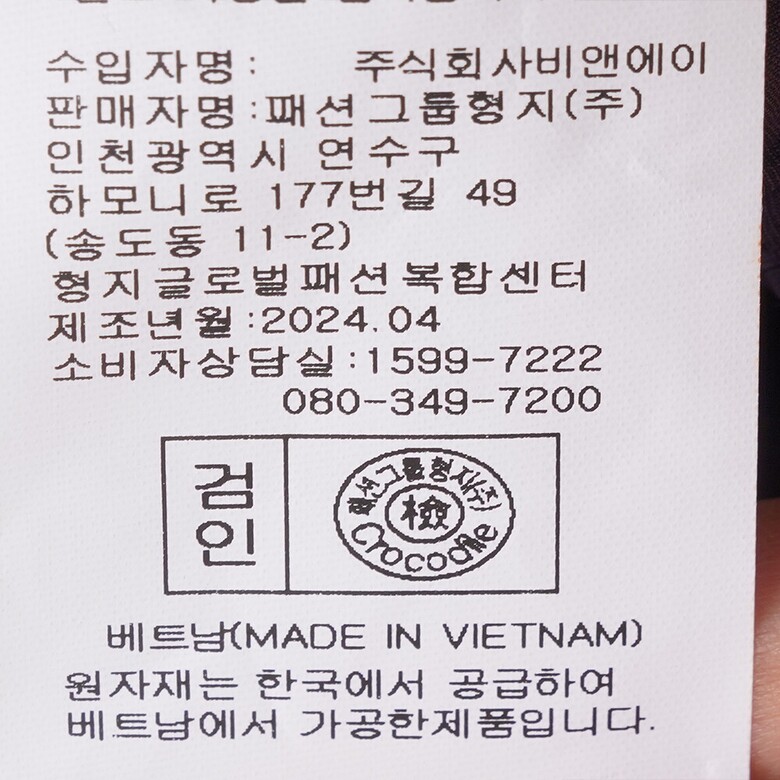 수입자명: 주식회사비앤에이
판매자명:패션그룹형지(주)
인천광역시 연수구
하모니로 177번길 49
(송도동 11-2)
형지글로벌패션복합센터
제조년월:2024.04
소비자상담실:1599-7222
080-349-7200
검인
패션그룹형지(주)
檢
Crocodile
베트남(MADE IN VIETNAM)
원자재는 한국에서 공급하여
베트남에서 가공한제품입니다.